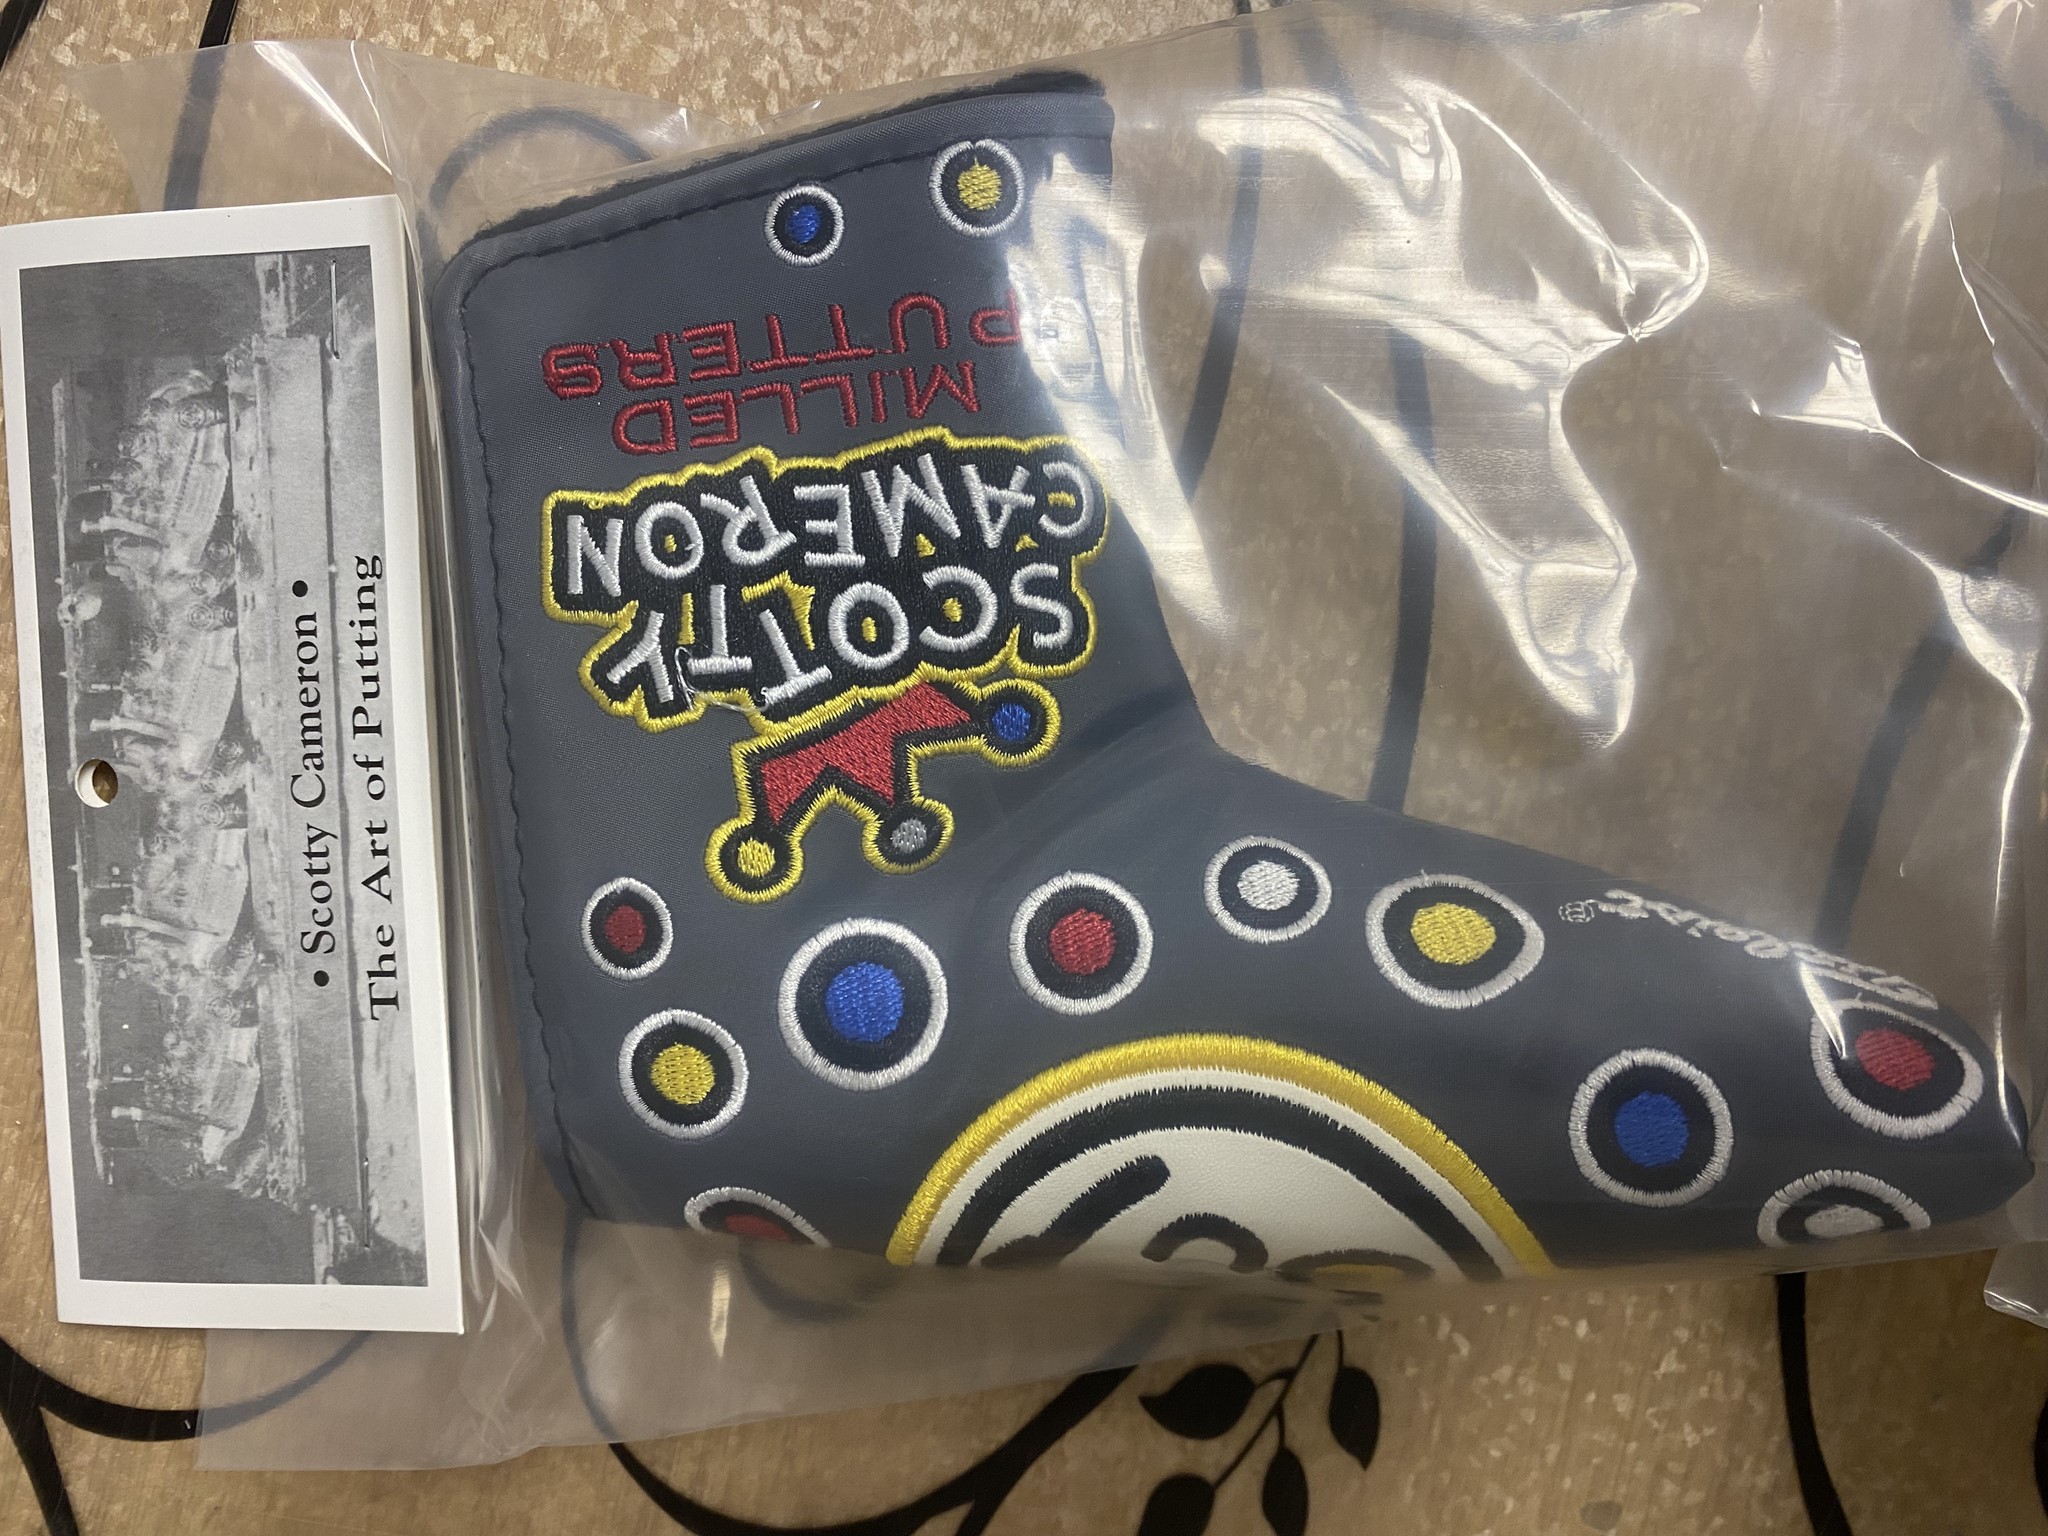 • Scotty Cameron •
The Art of Putting
SCOTTY
CAMERON
MILLED
PUTTERS